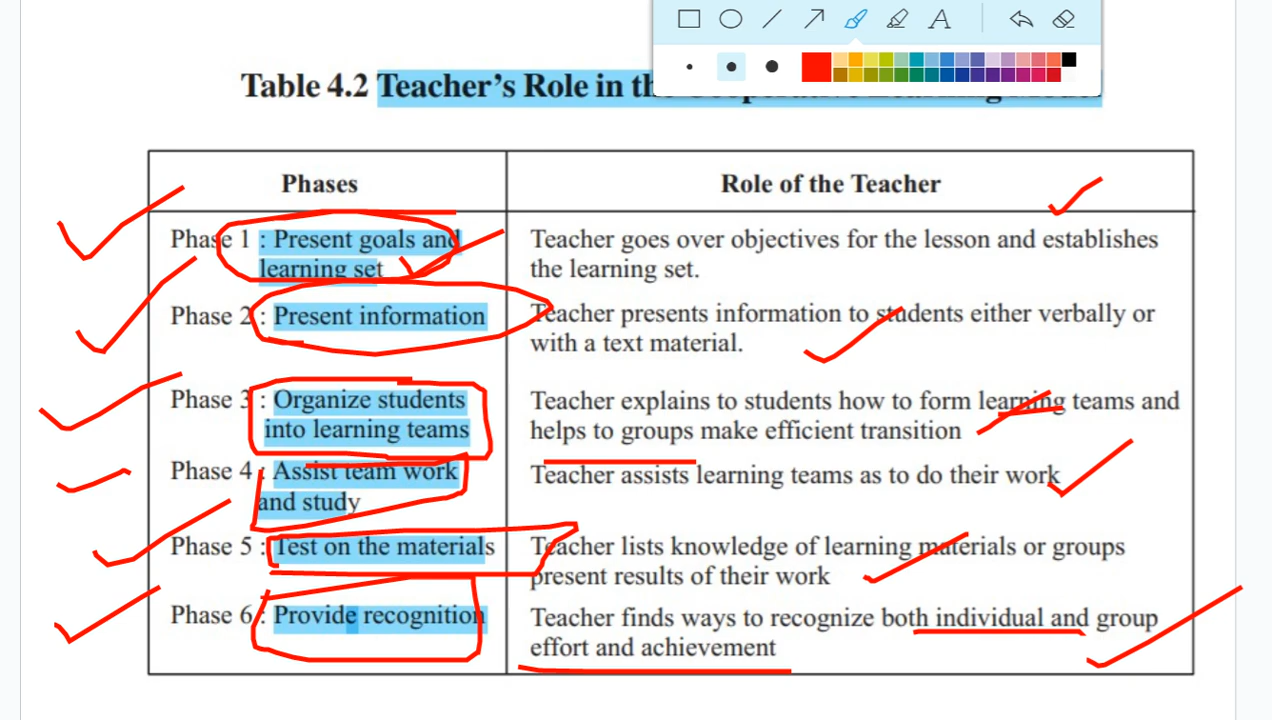 Table 4.2 Teacher's Role in the Cooperative Learning Model
Phases
Role of the Teacher
Phase 1 : Present goals and
learning set
Teacher goes over objectives for the lesson and establishes
the learning set.
Phase 2 : Present information
Teacher presents information to students either verbally or
with a text material.
Phase 3 : Organize students
into learning teams
Teacher explains to students how to form learning teams and
helps to groups make efficient transition
Phase 4 : Assist team work
and study
Teacher assists learning teams as to do their work
Phase 5 : Test on the materials
Teacher lists knowledge of learning materials or groups
present results of their work
Phase 6 : Provide recognition
Teacher finds ways to recognize both individual and group
effort and achievement